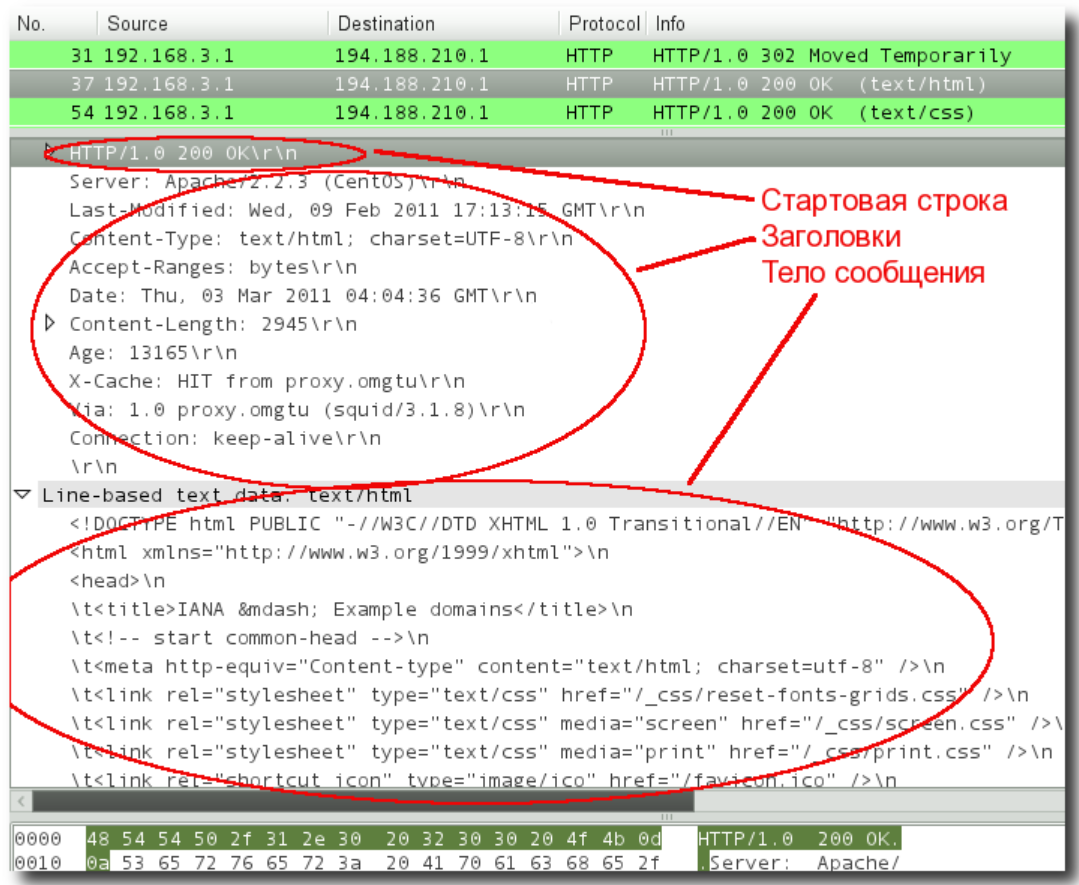 No. Source Destination Protocol Info
31 192.168.3.1 194.188.210.1 HTTP HTTP/1.0 302 Moved Temporarily
37 192.168.3.1 194.188.210.1 HTTP HTTP/1.0 200 OK (text/html)
54 192.168.3.1 194.188.210.1 HTTP HTTP/1.0 200 OK (text/css)
HTTP/1.0 200 OK\r\n
Server: Apache/2.2.3 (CentOS)\r\n
Last-Modified: Wed, 09 Feb 2011 17:13:15 GMT\r\n
Content-Type: text/html; charset=UTF-8\r\n
Accept-Ranges: bytes\r\n
Date: Thu, 03 Mar 2011 04:04:36 GMT\r\n
Content-Length: 2945\r\n
Age: 13165\r\n
X-Cache: HIT from proxy.omgtu\r\n
Via: 1.0 proxy.omgtu (squid/3.1.8)\r\n
Connection: keep-alive\r\n
\r\n
Стартовая строка
Заголовки
Тело сообщения
Line-based text data: text/html
<!DOCTYPE html PUBLIC "-//W3C//DTD XHTML 1.0 Transitional//EN" "http://www.w3.org/T
<html xmlns="http://www.w3.org/1999/xhtml">\n
<head>\n
\t<title>IANA &mdash; Example domains</title>\n
\t<!-- start common-head -->\n
\t<meta http-equiv="Content-type" content="text/html; charset=utf-8" />\n
\t<link rel="stylesheet" type="text/css" href="/_css/reset-fonts-grids.css" />\n
\t<link rel="stylesheet" type="text/css" media="screen" href="/_css/screen.css" />\
\t<link rel="stylesheet" type="text/css" media="print" href="/_css/print.css" />\n
\t<link rel="shortcut icon" type="image/ico" href="/favicon.ico" />\n
0000 48 54 54 50 2f 31 2e 30 20 32 30 30 20 4f 4b 0d HTTP/1.0 200 OK.
0010 0a 53 65 72 76 65 72 3a 20 41 70 61 63 68 65 2f .Server: Apache/